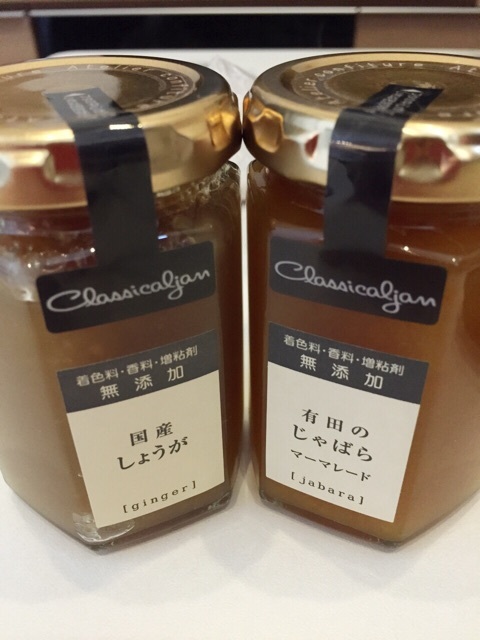 Classicaljan
着色料・香料・増粘剤
無添加
国産
しょうが
[ginger]
Classicaljan
着色料・香料・増粘剤
無添加
有田の
じゃばら
マーマレード
[jabara]